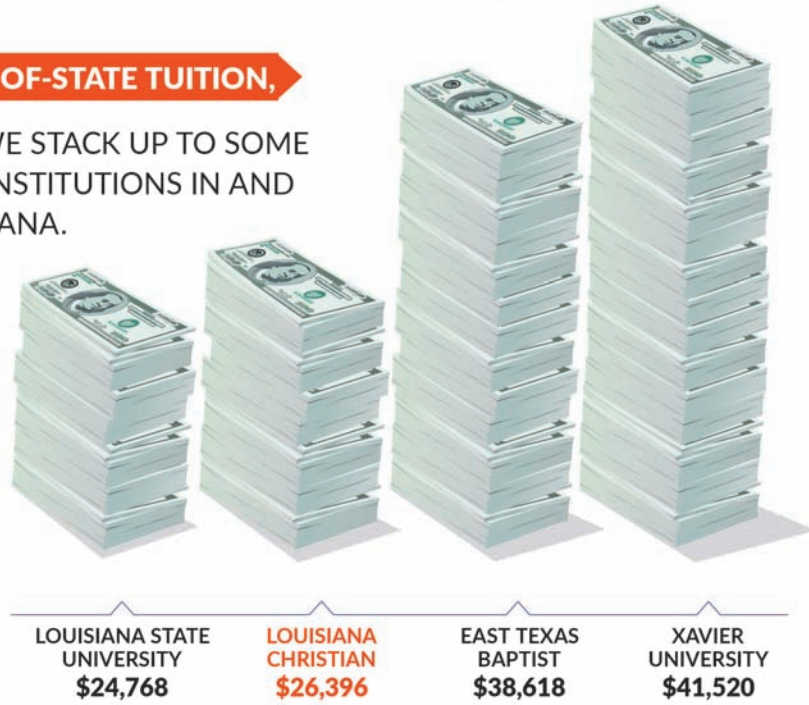 OF-STATE TUITION,
E STACK UP TO SOME
NSTITUTIONS IN AND
ANA.
LOUISIANA STATE
UNIVERSITY
$24,768
LOUISIANA
CHRISTIAN
$26,396
EAST TEXAS
BAPTIST
$38,618
XAVIER
UNIVERSITY
$41,520